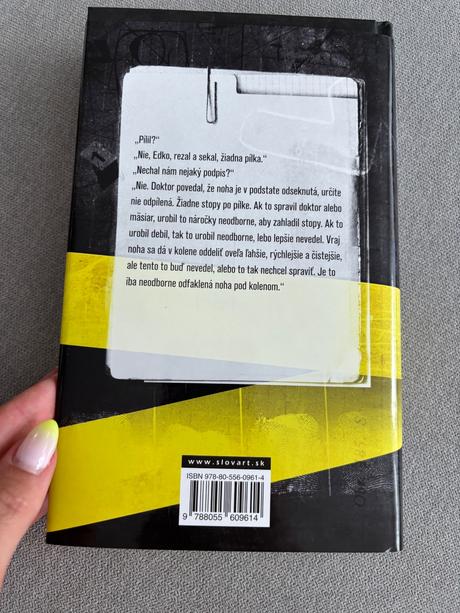 „Pílil?“
„Nie, Edko, rezal a sekal, žiadna pílka.“
„Nechal nám nejaký podpis?“
„Nie. Doktor povedal, že noha je v podstate odseknutá, určite
nie odpílená. Žiadne stopy po pílke. Ak to spravil doktor alebo
mäsiar, urobil to náročky neodborne, aby zahladil stopy. Ak to
urobil debil, tak to urobil neodborne, lebo lepšie nevedel. Vraj
noha sa dá v kolene oddeliť oveľa ľahšie, rýchlejšie a čistejšie,
ale tento to buď nevedel, alebo to tak nechcel spraviť. Je to
iba neodborne odfaklená noha pod kolenom.“
www.slovart.sk
ISBN 978-80-556-0961-4
9 788055 609614